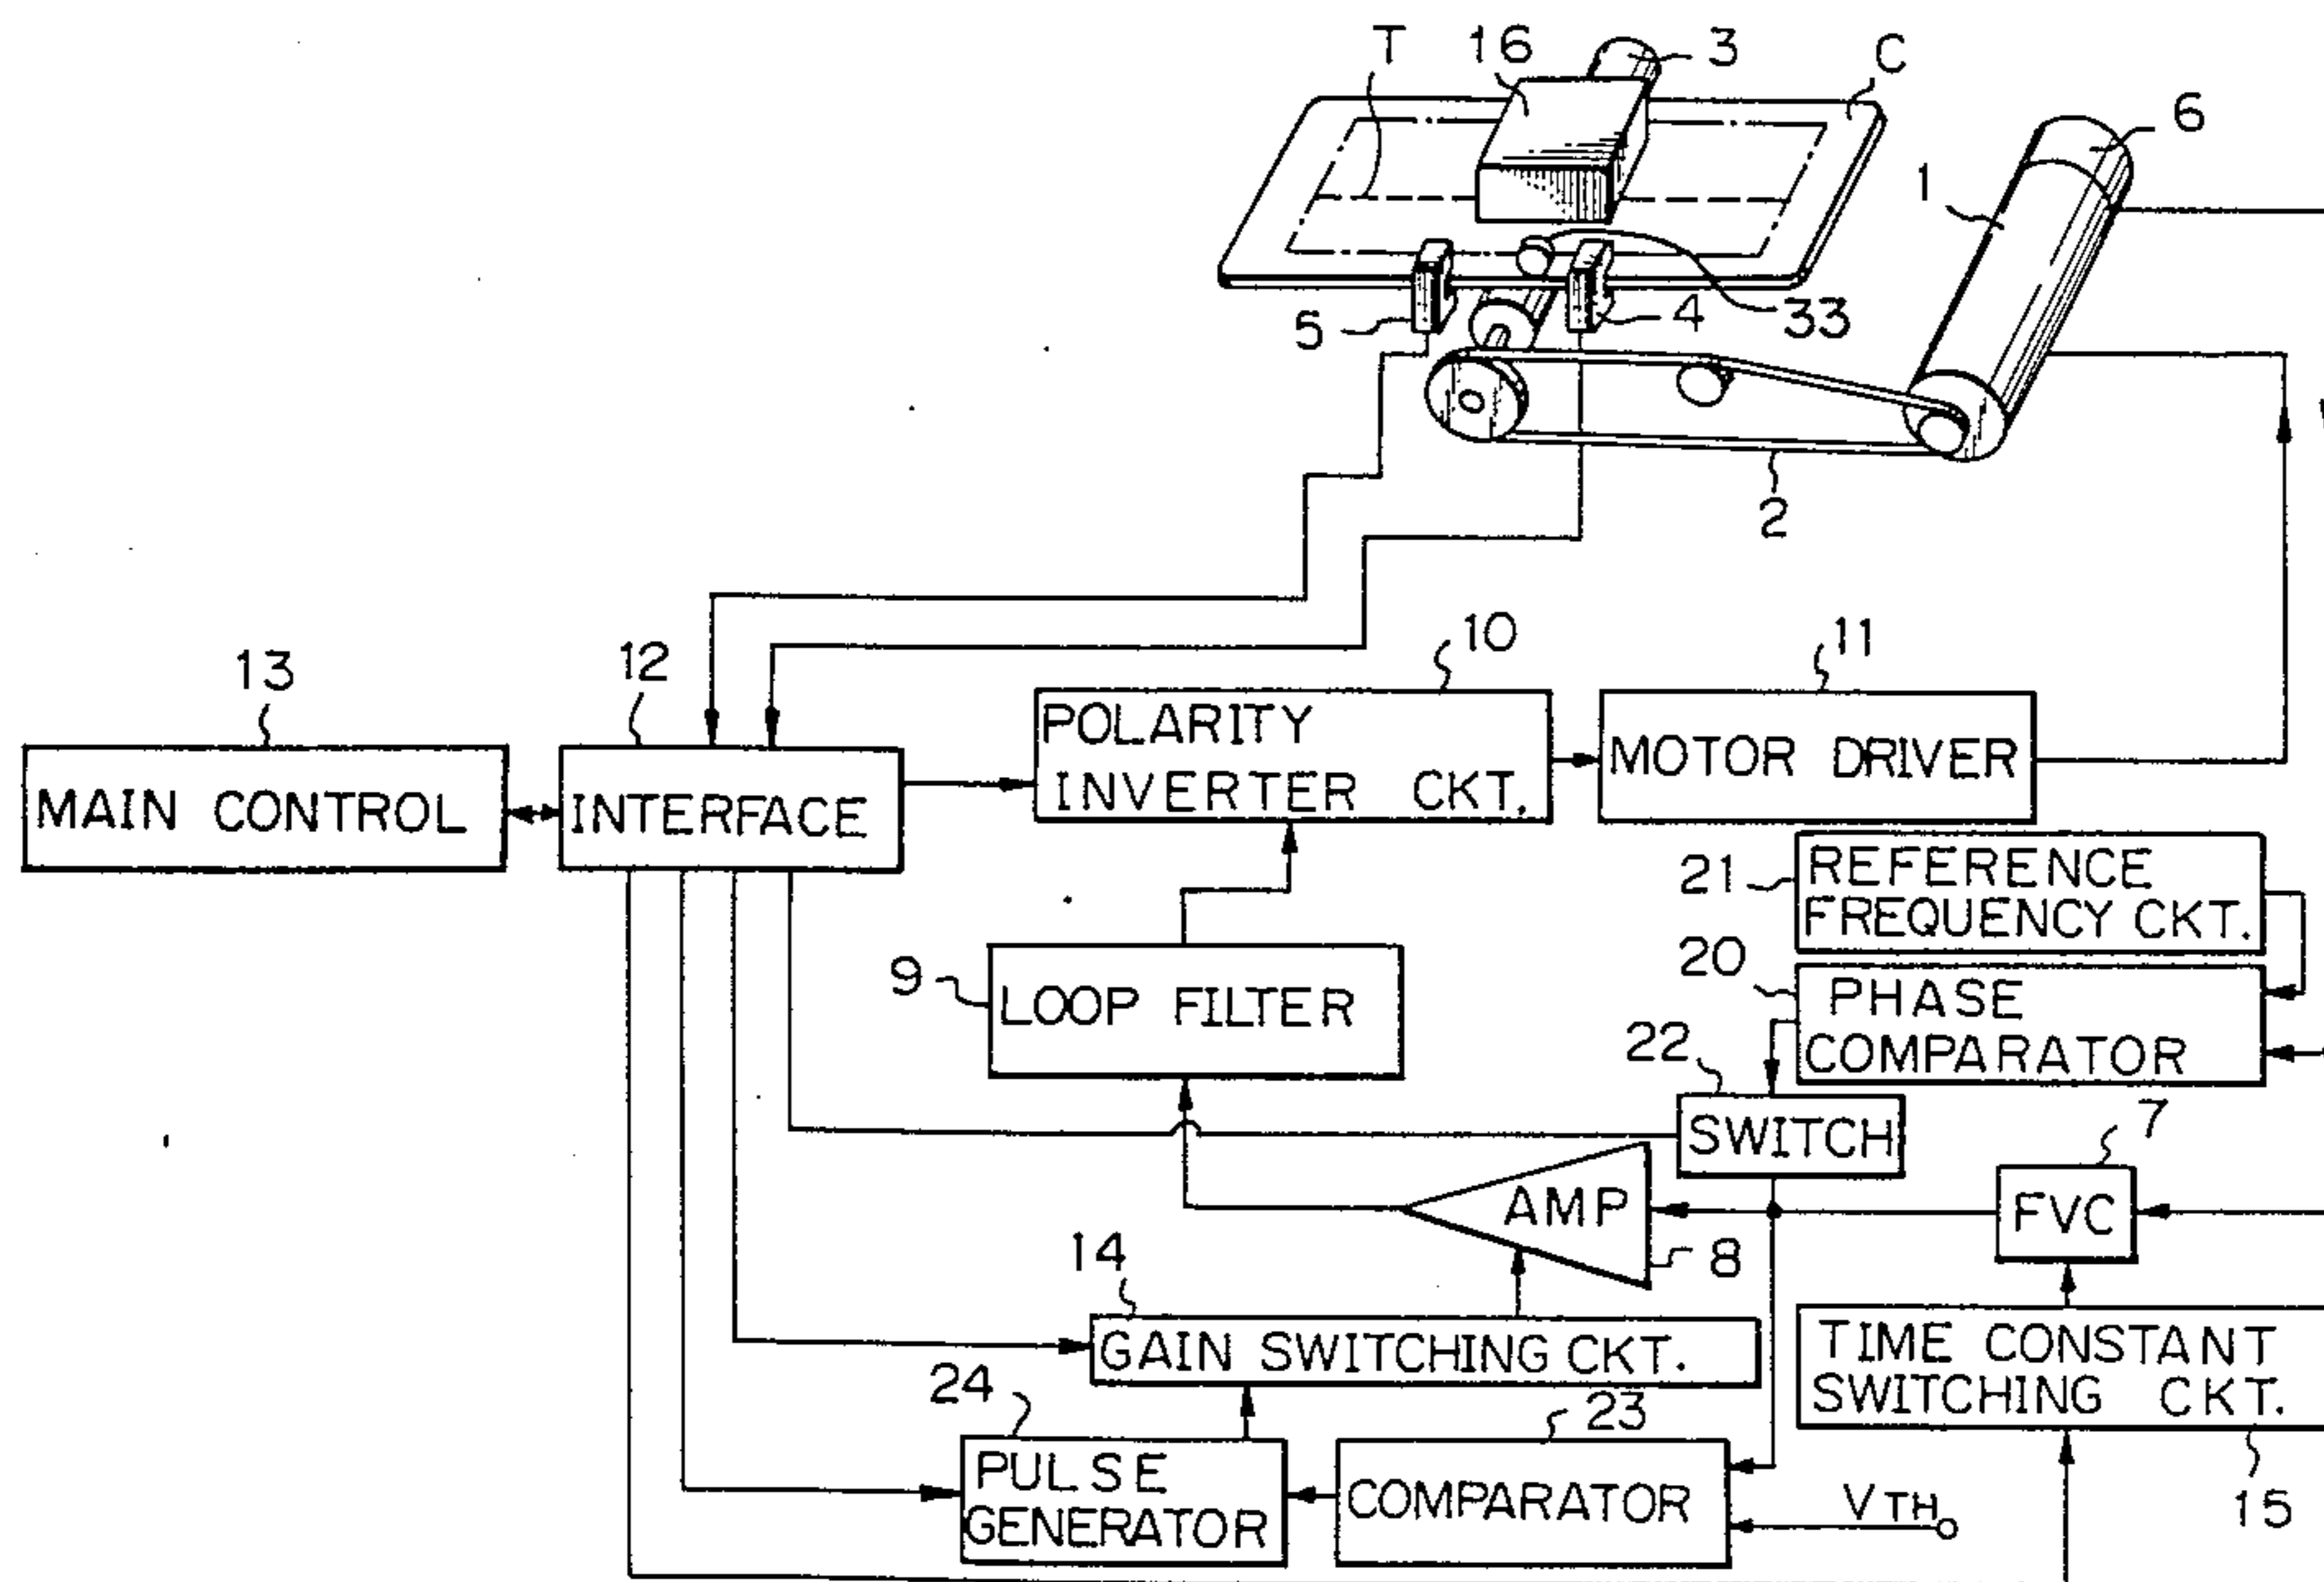 T 16 3 C
6
1
5 4 33
2
13 12 10 11
POLARITY
INVERTER CKT.
MOTOR DRIVER
MAIN CONTROL
INTERFACE
21 REFERENCE
FREQUENCY CKT.
20
9 LOOP FILTER
PHASE
COMPARATOR
22
SWITCH
7
AMP
FVC
8
14
GAIN SWITCHING CKT.
TIME CONSTANT
SWITCHING CKT.
24
23
PULSE
GENERATOR
COMPARATOR
VTH
15